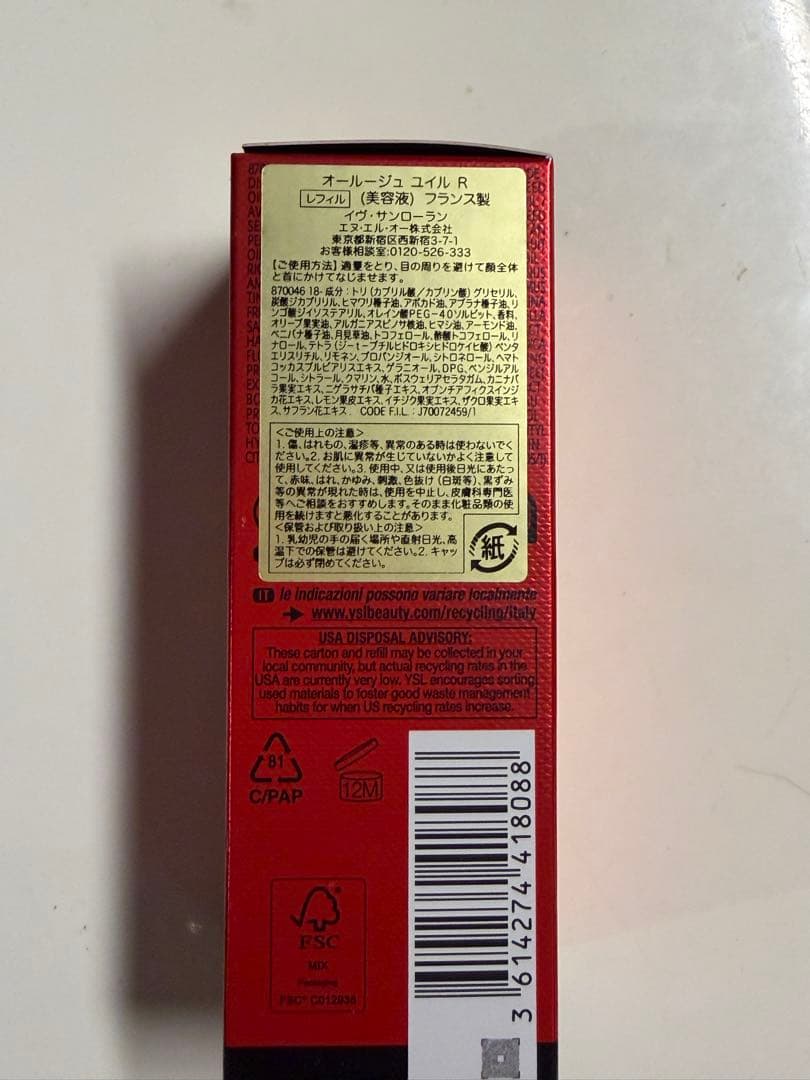 オールージュ ユイル R
レフィル (美容液) フランス製
イヴ・サンローラン
エヌ・エル・オー株式会社
東京都新宿区西新宿3-7-1
お客様相談室:0120-526-333
【ご使用方法】適量をとり、目の周りを避けて顔全体
と首にかけてなじませます。
870046 18- 成分：トリ(カプリル酸／カプリン酸)グリセリル、
炭酸ジカプリリル、ヒマワリ種子油、アボカド油、アブラナ種子油、リ
ンゴ酸ジイソステアリル、オレイン酸PEG-40ソルビット、香料、
オリーブ果実油、アルガニアスピノサ核油、ヒマシ油、アーモンド油、
ベニバナ種子油、月見草油、トコフェロール、酢酸トコフェロール、リ
ナロール、テトラ(ジ-t-ブチルヒドロキシヒドロケイヒ酸)ペンタ
エリスリチル、リモネン、プロパンジオール、シトロネロール、ヘマト
コッカスプルビアリスエキス、ゲラニオール、DPG、ベンジルアル
コール、シトラール、クマリン、水、ボスウェリアセラタガム、カニナバ
ラ果実エキス、ニゲラサチバ種子エキス、オプンチアフィクスインジ
カ花エキス、レモン果皮エキス、イチジク果実エキス、ザクロ果実エキ
ス、サフラン花エキス . CODE F.I.L. : J70072459/1
＜ご使用上の注意＞
1. 傷、はれもの、湿疹等、異常のある時は使わないでく
ださい。2. お肌に異常が生じていないかよく注意して
使用してください。3. 使用中、又は使用後日光にあたっ
て、赤味、はれ、かゆみ、刺激、色抜け(白斑等)、黒ずみ
等の異常が現れた時は、使用を中止し、皮膚科専門医
等へご相談をおすすめします。そのまま化粧品類の使
用を続けますと悪化することがあります。
＜保管および取り扱い上の注意＞
1. 乳幼児の手の届く場所や直射日光、高
温下での保管は避けてください。2. キャッ
プは必ず閉めてください。
紙
IT le indicazioni possono variare localmente
www.yslbeauty.com/recycling/italy
USA DISPOSAL ADVISORY:
These carton and refill may be collected in your
local community, but actual recycling rates in the
USA are currently very low. YSL encourages sorting
used materials to foster good waste management
habits for when US recycling rates increase.
81
C/PAP
12M
3 614274 418088
FSC
MIX
Packaging
FSC® C012938